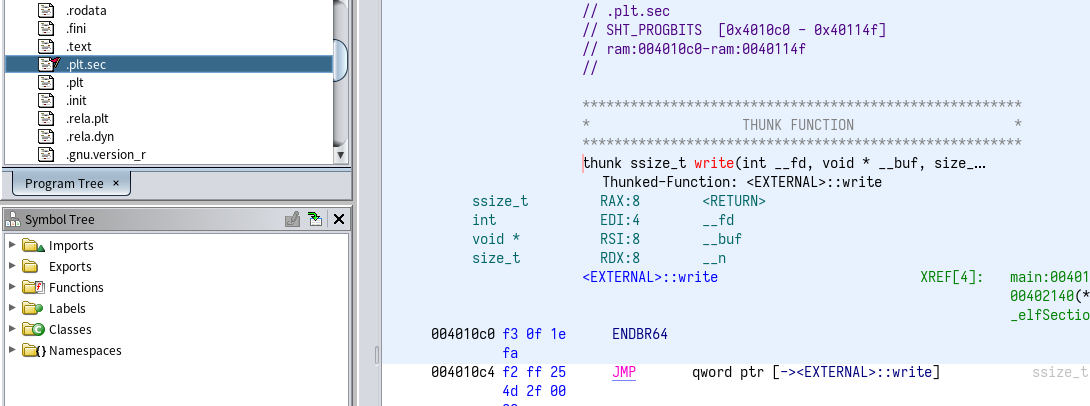 .rodata
.fini
.text
.plt.sec
.plt
.init
.rela.plt
.rela.dyn
.gnu.version_r
Program Tree ×
Symbol Tree
Imports
Exports
Functions
Labels
Classes
Namespaces
// .plt.sec
// SHT_PROGBITS [0x4010c0 - 0x40114f]
// ram:004010c0-ram:0040114f
//
*******************************************************
* THUNK FUNCTION *
*******************************************************
thunk ssize_t write(int __fd, void * __buf, size_...
Thunked-Function: <EXTERNAL>::write
ssize_t RAX:8 <RETURN>
int EDI:4 __fd
void * RSI:8 __buf
size_t RDX:8 __n
<EXTERNAL>::write XREF[4]: main:00401
00402140(*
_elfSectio
004010c0 f3 0f 1e ENDBR64
fa
004010c4 f2 ff 25 JMP qword ptr [-><EXTERNAL>::write] ssize_t
4d 2f 00